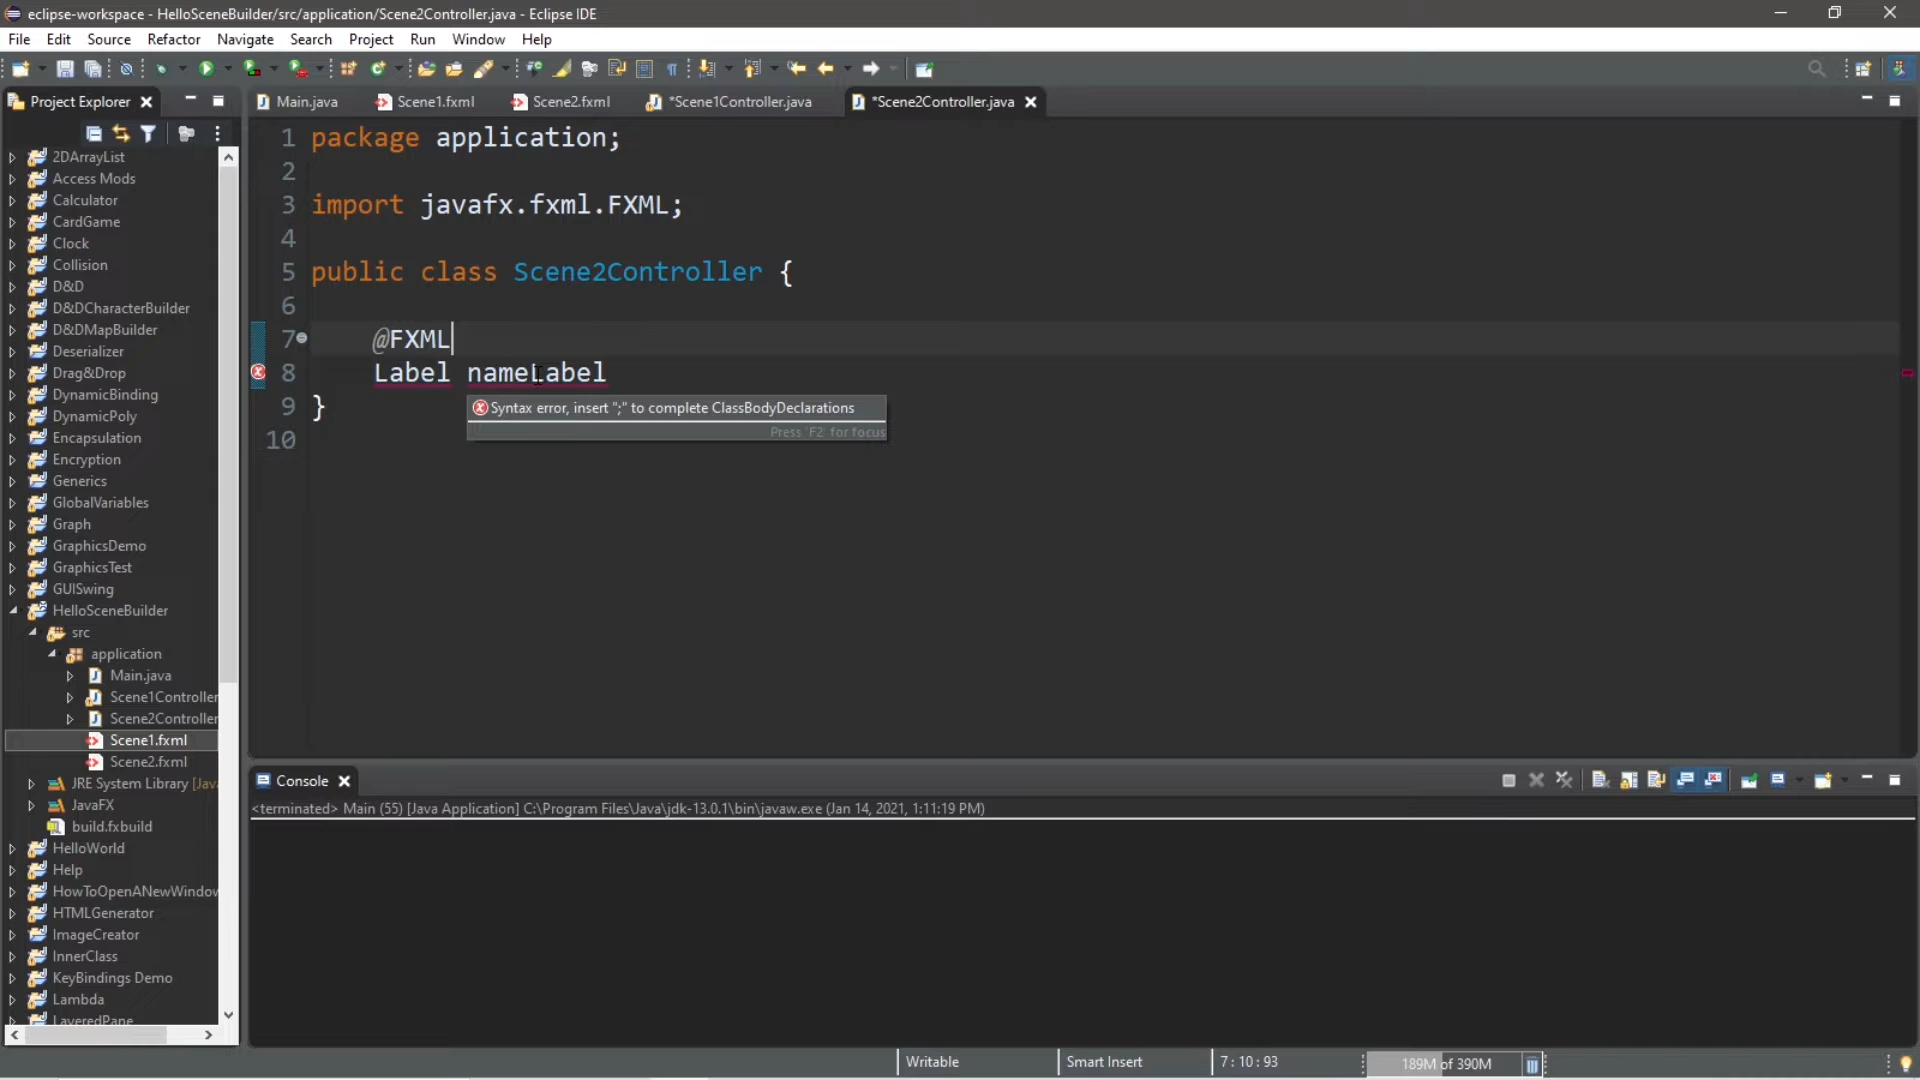 eclipse-workspace - HelloSceneBuilder/src/application/Scene2Controller.java - Eclipse IDE
File Edit Source Refactor Navigate Search Project Run Window Help
Project Explorer
Main.java Scene1.fxml Scene2.fxml *Scene1Controller.java *Scene2Controller.java
2DArrayList
Access Mods
Calculator
CardGame
Clock
Collision
D&D
D&DCharacterBuilder
D&DMapBuilder
Deserializer
Drag&Drop
DynamicBinding
DynamicPoly
Encapsulation
Encryption
Generics
GlobalVariables
Graph
GraphicsDemo
GraphicsTest
GUISwing
HelloSceneBuilder
src
application
Main.java
Scene1Controller
Scene2Controller
Scene1.fxml
Scene2.fxml
JRE System Library [Jav
JavaFX
build.fxbuild
HelloWorld
Help
HowToOpenANewWindow
HTMLGenerator
ImageCreator
InnerClass
KeyBindings Demo
Lambda
LayeredPane
1 package application;
2
3 import javafx.fxml.FXML;
4
5 public class Scene2Controller {
6
7 @FXML
8 Label nameLabel
9 }
10
Syntax error, insert ";" to complete ClassBodyDeclarations
Press 'F2' for focus
Console
<terminated> Main (55) [Java Application] C:\Program Files\Java\jdk-13.0.1\bin\javaw.exe (Jan 14, 2021, 1:11:19 PM)
Writable Smart Insert 7 : 10 : 93 189M of 390M